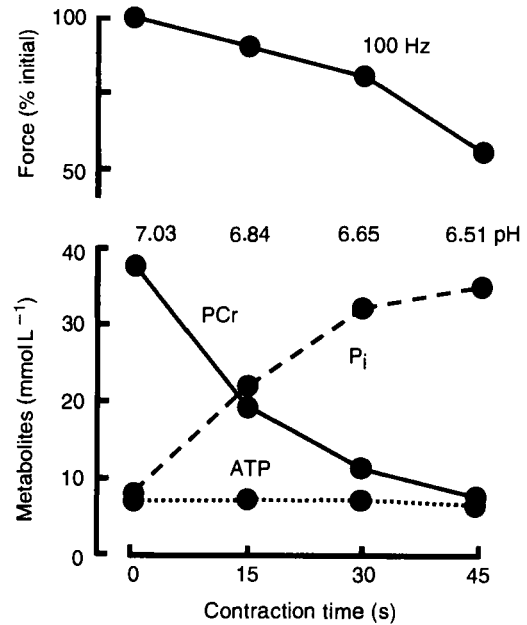 100
100 Hz
50
Force (% initial)
7.03 6.84 6.65 6.51 pH
40
PCr
30
Pi
20
ATP
10
0
Metabolites (mmol L⁻¹)
0 15 30 45
Contraction time (s)